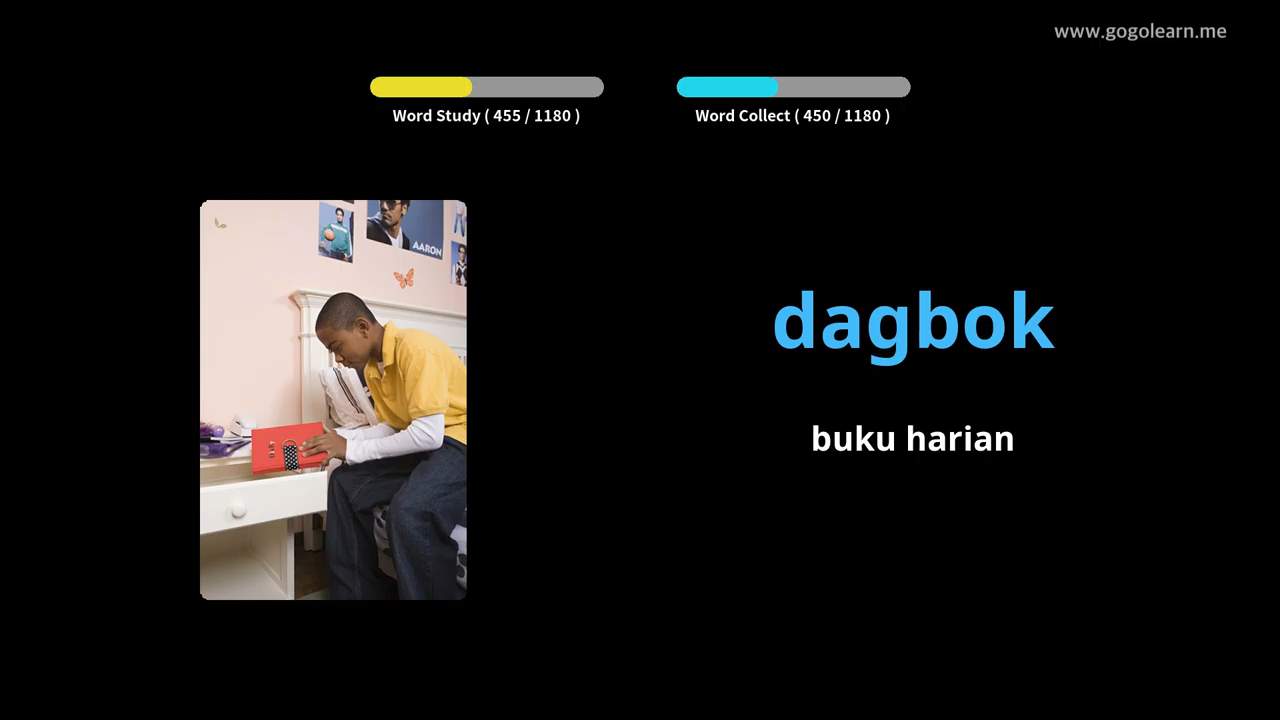 www.gogolearn.me
Word Study ( 455 / 1180 )
Word Collect ( 450 / 1180 )
AARON
dagbok
buku harian